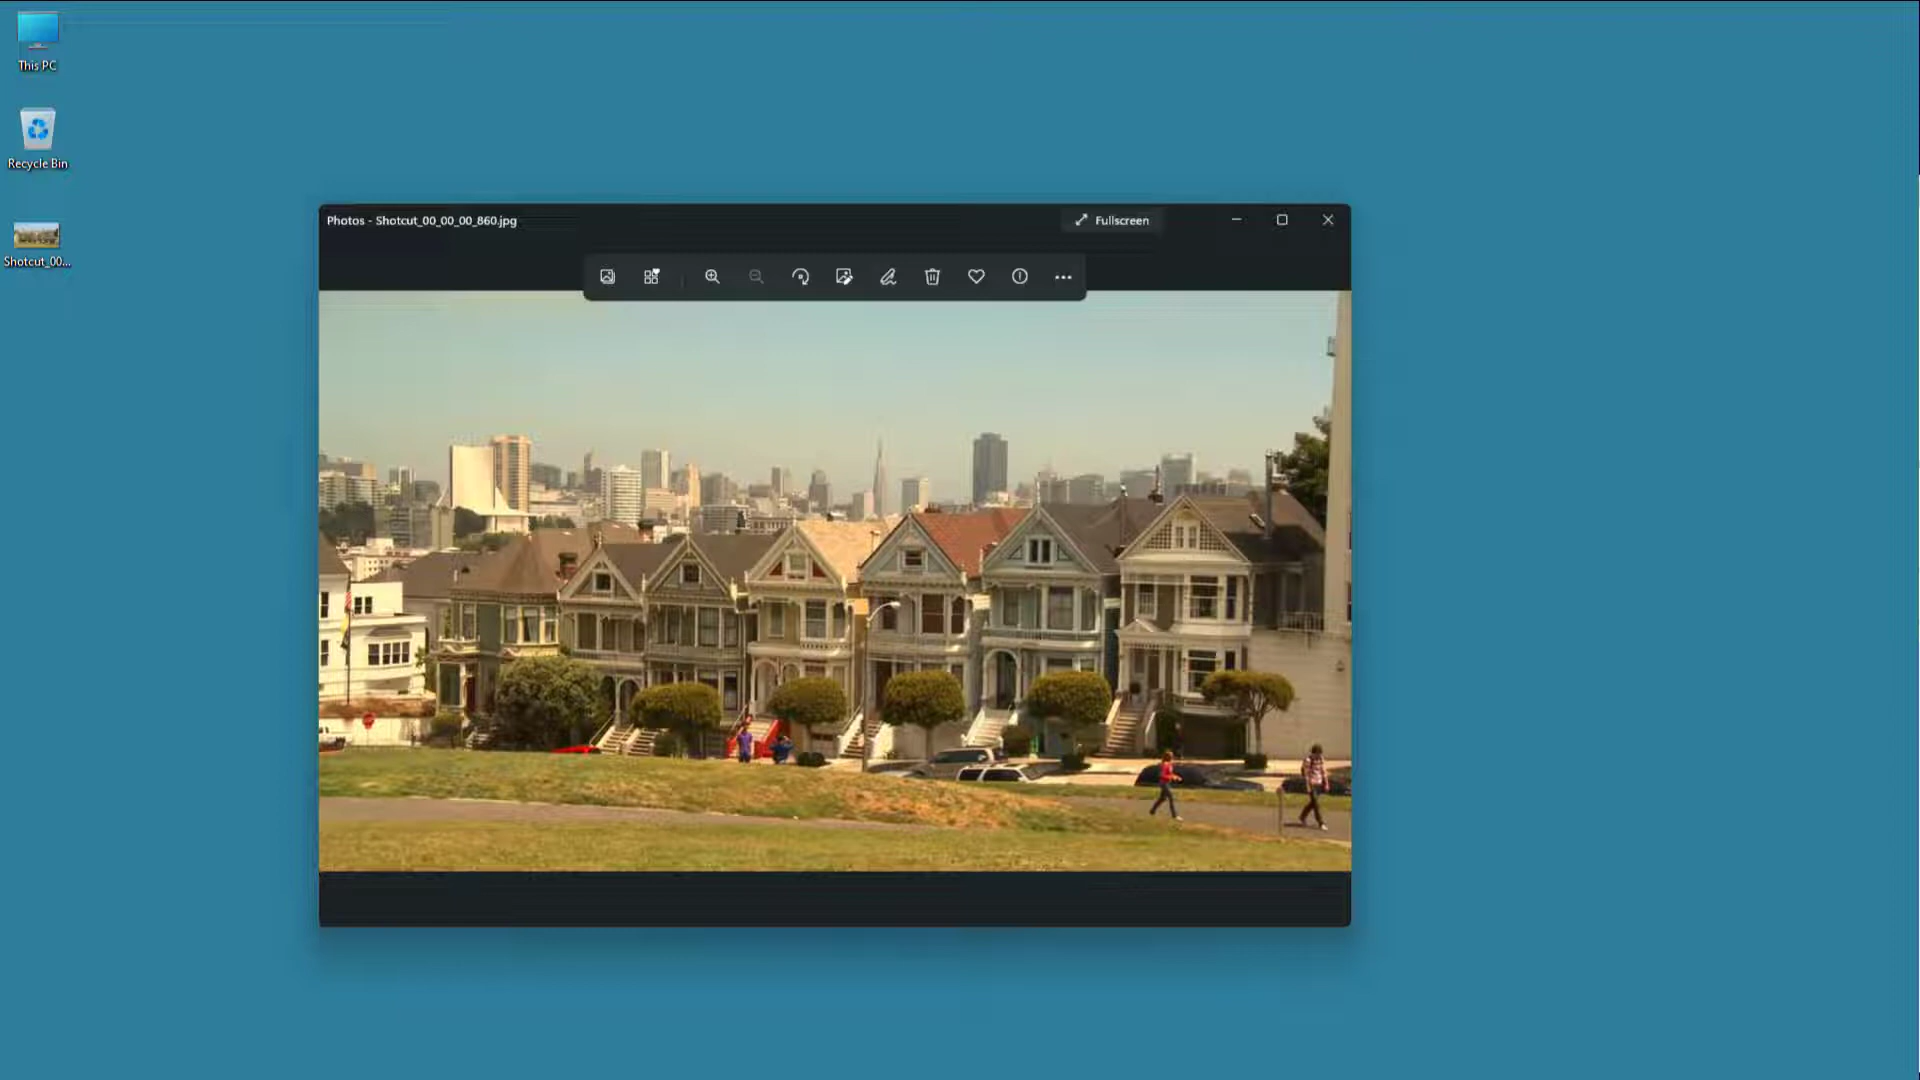 This PC
Recycle Bin
Shotcut_00...
Photos - Shotcut_00_00_00_860.jpg
Fullscreen